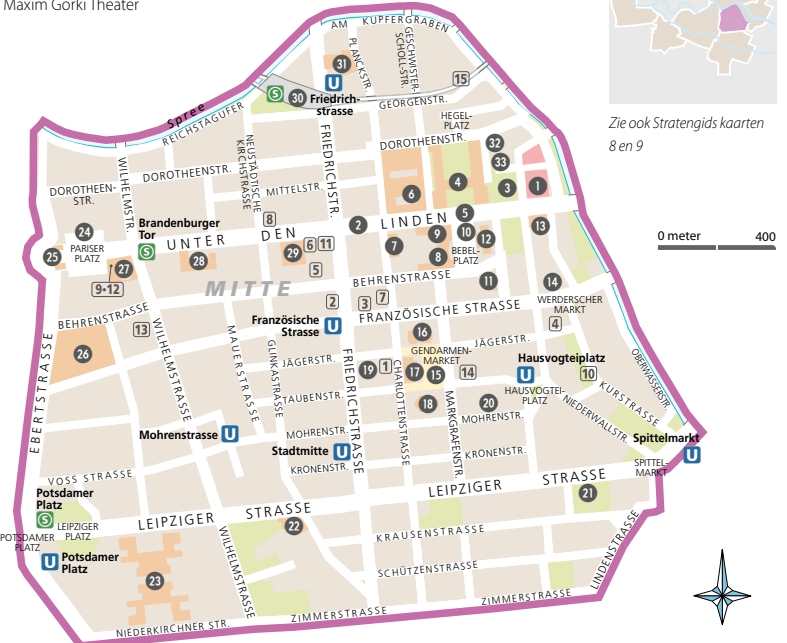 Maxim Gorki Theater
AM KUPFERGRABEN
PLANCKSTR.
GESCHWISTER-
SCHOLL-STR.
31
U
15
S
30
Friedrich-
strasse
GEORGENSTR.
Spree
REICHSTAGUFER
HEGEL-
PLATZ
Zie ook Stratengids kaarten
8 en 9
DOROTHEENSTR.
32
33
NEUSTÄDTISCHE
KIRCHSTRASSE
FRIEDRICHSTR.
WILHELMSTR.
DOROTHEENSTR.
DOROTHEEN-
STR.
MITTELSTR.
6
4
3
1
8
2
UNTER DEN LINDEN
5
13
24
PARISER
PLATZ
Brandenburger
Tor
S
25
27
28
29
6
11
5
7
9
10
12
8
BEBEL-
PLATZ
0 meter 400
9-12
MITTE
BEHRENSTRASSE
11
14
WERDERSCHER
MARKT
2
3
7
BEHRENSTRASSE
13
Französische
Strasse
U
FRANZÖSISCHE STRASSE
4
16
26
EBERTSTRASSE
WILHELMSTRASSE
MAUERSTRASSE
GLINKASTRASSE
JÄGERSTR.
GENDARMEN-
MARKET
JÄGERSTR.
19
1
17
15
14
Hausvogteiplatz
U
HAUSVOGTEI-
PLATZ
10
OBERWASSERSTR.
KURSTRASSE
NIEDERWALLSTR.
TAUBENSTR.
FRIEDRICHSTRASSE
CHARLOTTENSTRASSE
MARKGRAFENSTR.
18
20
MOHRENSTR.
Mohrenstrasse
U
MOHRENSTR.
Stadtmitte
U
KRONENSTR.
KRONENSTR.
Spittelmarkt
U
SPITTEL-
MARKT
VOSS STRASSE
LEIPZIGER STRASSE
21
Potsdamer
Platz
S
LEIPZIGER
PLATZ
POTSDAMER
PLATZ
U
Potsdamer
Platz
LEIPZIGER STRASSE
22
WILHELMSTRASSE
KRAUSENSTRASSE
SCHÜTZENSTRASSE
LINDENSTRASSE
23
NIEDERKIRCHNER STR.
ZIMMERSTRASSE
ZIMMERSTRASSE